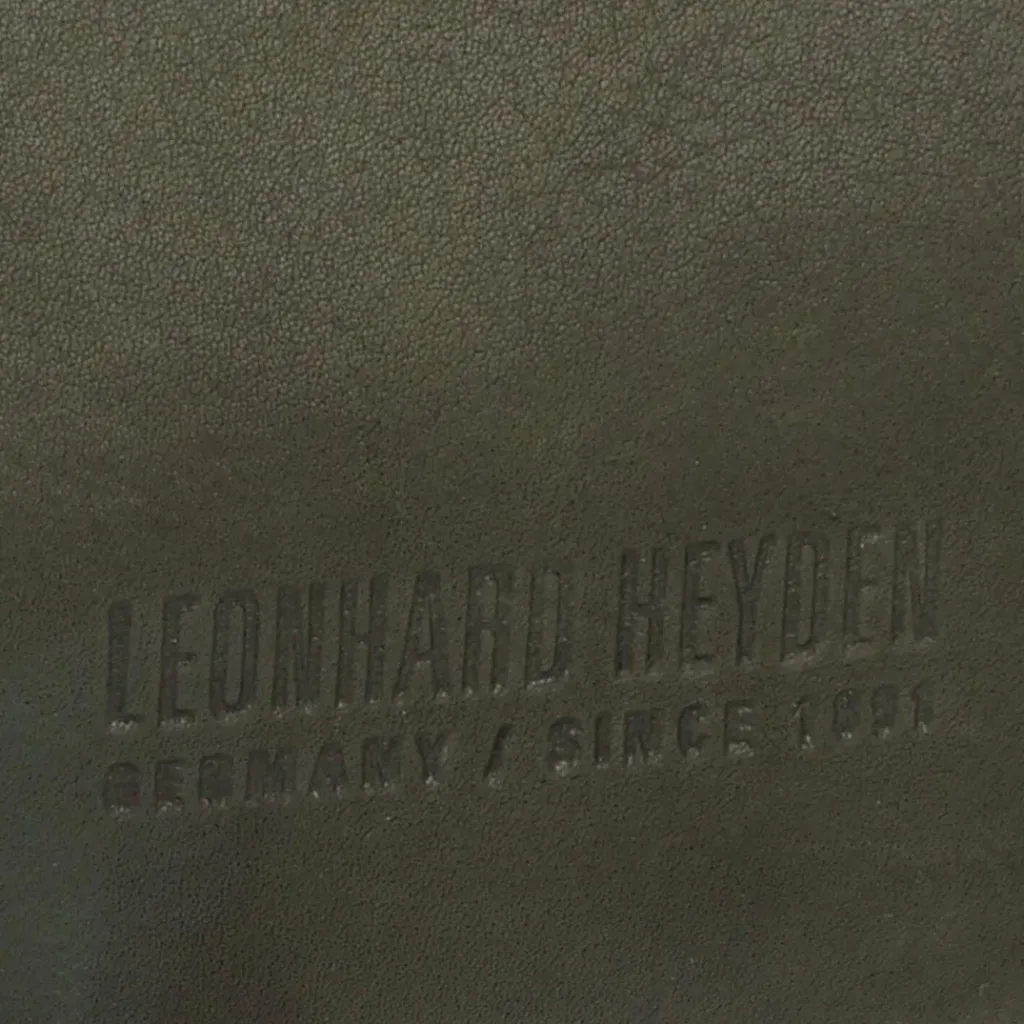 LEONHARD HEYDEN
GERMANY / SINCE 1891